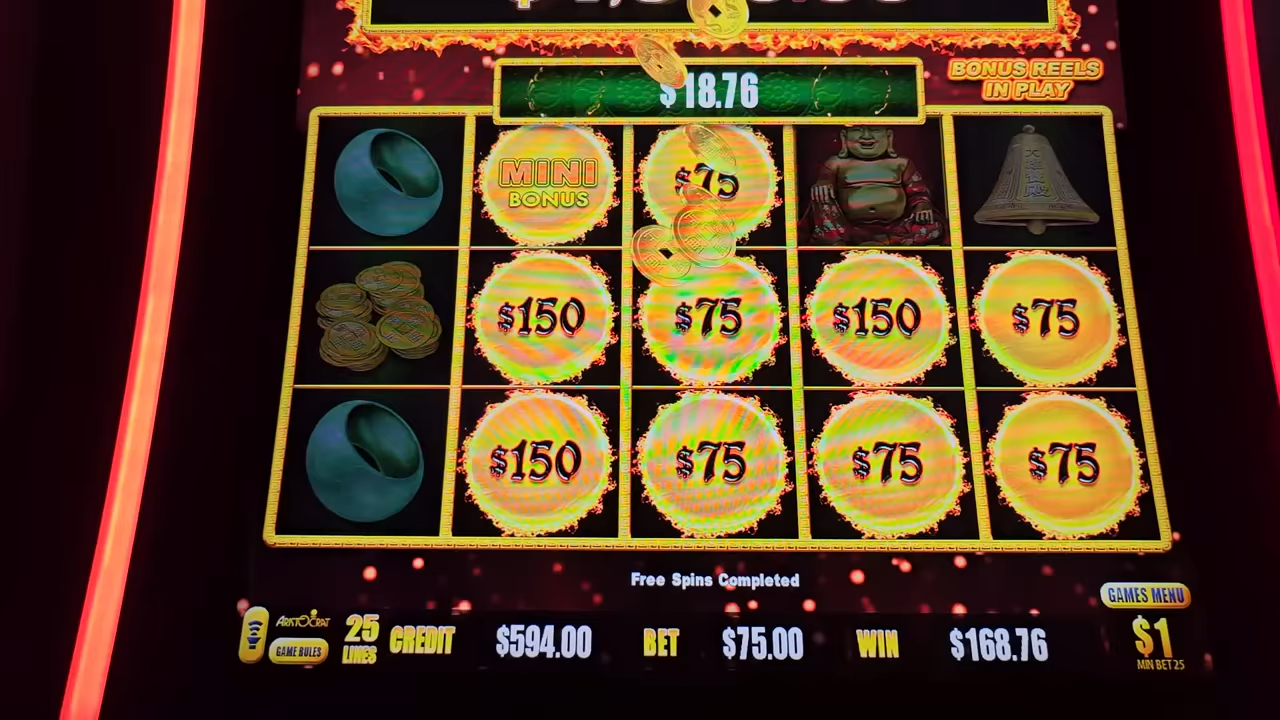 $18.76
BONUS REELS
IN PLAY
MINI
BONUS
$75
$150
$75
$150
$75
$150
$75
$75
$75
Free Spins Completed
GAMES MENU
ARISTOCRAT
GAME RULES
25
LINES
CREDIT
$594.00
BET
$75.00
WIN
$168.76
$1
MIN BET 25